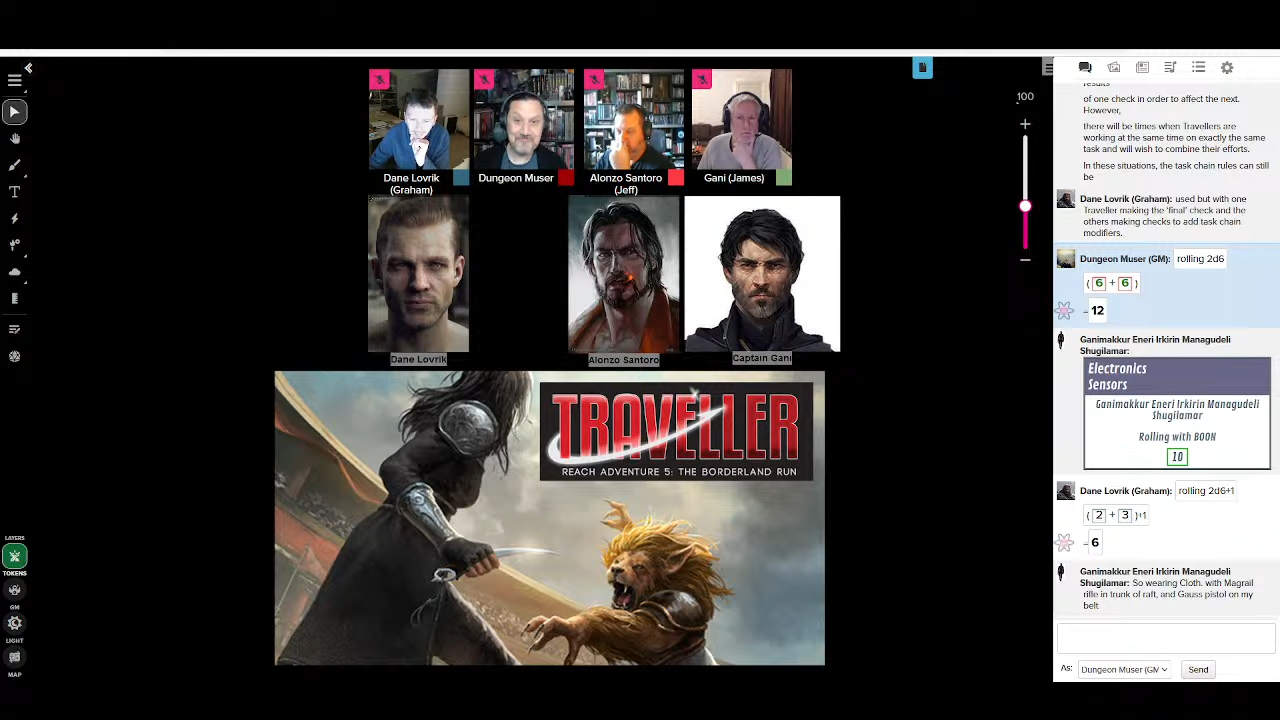 100
Dane Lovrik
(Graham)
Dungeon Muser
Alonzo Santoro
(Jeff)
Gani (James)
Dane Lovrik
Alonzo Santoro
Captain Gani
TRAVELLER
REACH ADVENTURE 5: THE BORDERLAND RUN
LAYERS
TOKENS
GM
LIGHT
MAP
results
of one check in order to affect the next.
However,
there will be times when Travellers are
working at the same time on exactly the same
task and will wish to combine their efforts.
In these situations, the task chain rules can still
be
Dane Lovrik (Graham): used but with one
Traveller making the 'final' check and the
others making checks to add task chain
modifiers.
Dungeon Muser (GM): rolling 2d6
( 6 + 6 )
12
Ganimakkur Eneri Irkirin Managudeli
Shugilamar:
Electronics
Sensors
Ganimakkur Eneri Irkirin Managudeli
Shugilamar
Rolling with BOON
10
Dane Lovrik (Graham): rolling 2d6+1
( 2 + 3 )+1
6
Ganimakkur Eneri Irkirin Managudeli
Shugilamar: So wearing Cloth. with Magrail
rifle in trunk of raft, and Gauss pistol on my
belt
As: Dungeon Muser (GM Send